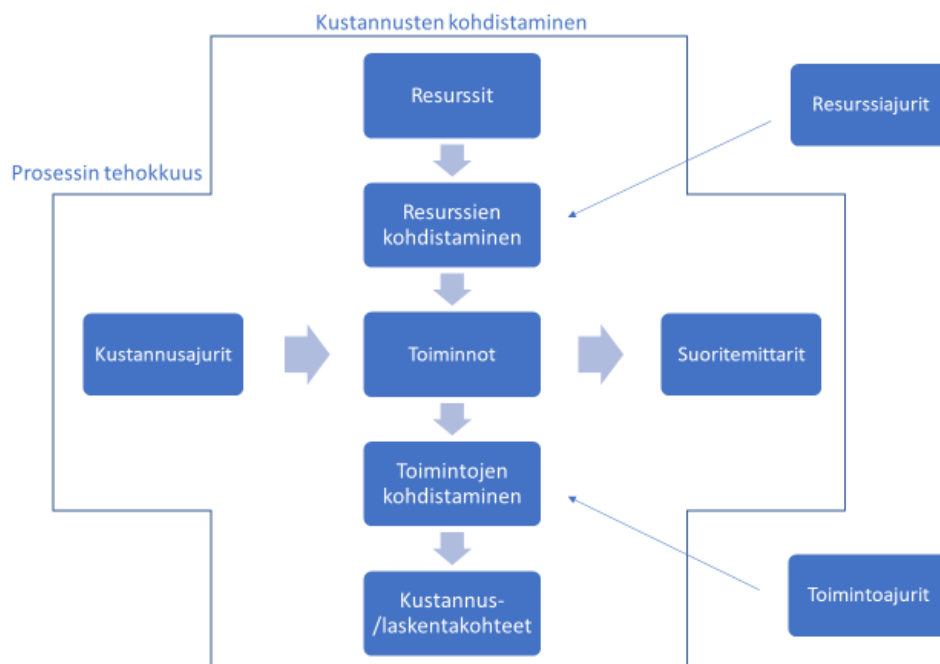 Kustannusten kohdistaminen
Resurssit
Resurssiajurit
Prosessin tehokkuus
Resurssien
kohdistaminen
Kustannusajurit
Toiminnot
Suoritemittarit
Toimintojen
kohdistaminen
Toimintoajurit
Kustannus-
/laskentakohteet